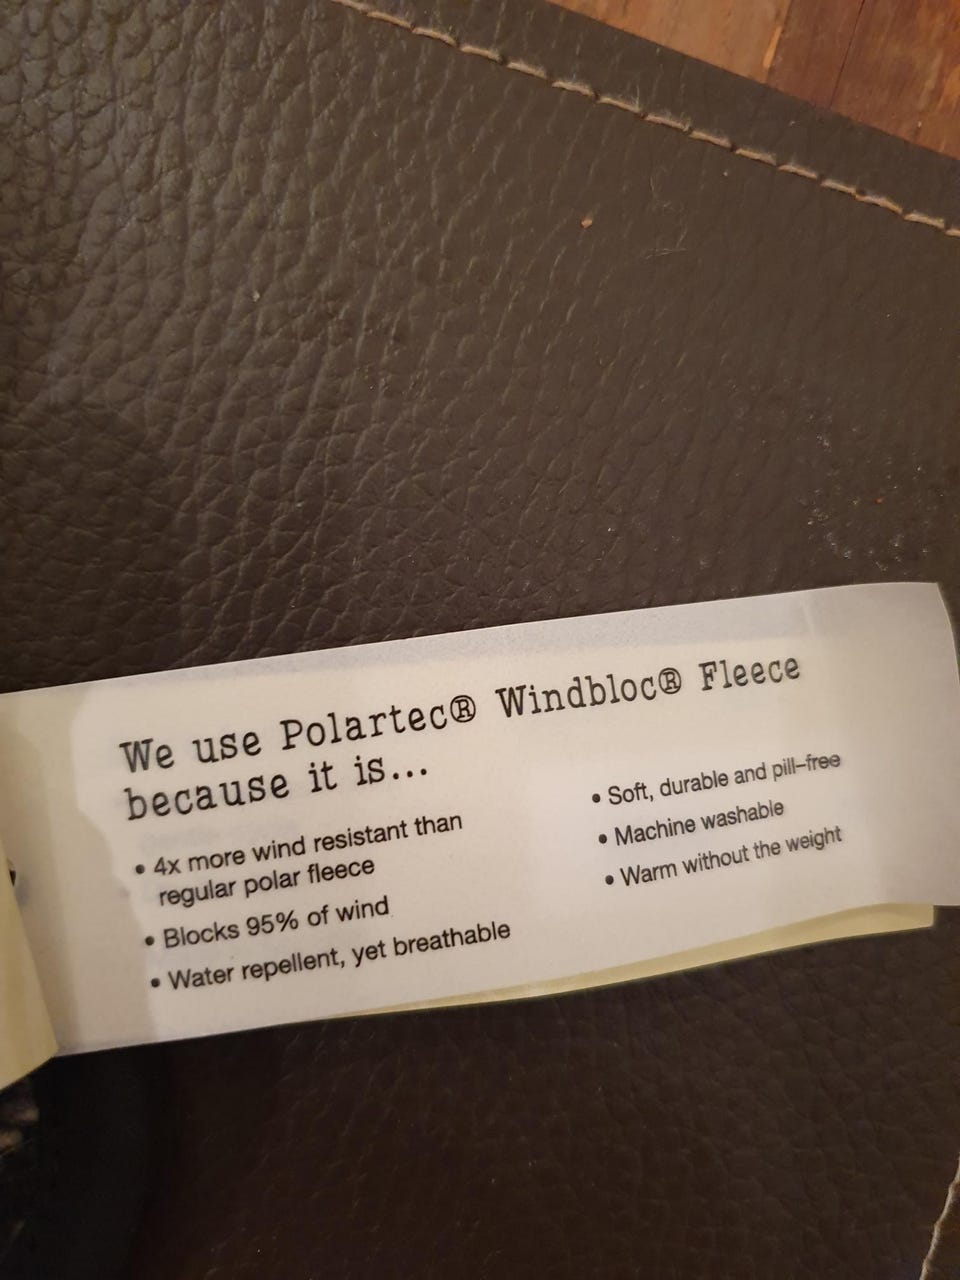 We use Polartec® Windbloc® Fleece
because it is...
• 4x more wind resistant than
regular polar fleece
• Blocks 95% of wind
• Water repellent, yet breathable
• Soft, durable and pill-free
• Machine washable
• Warm without the weight